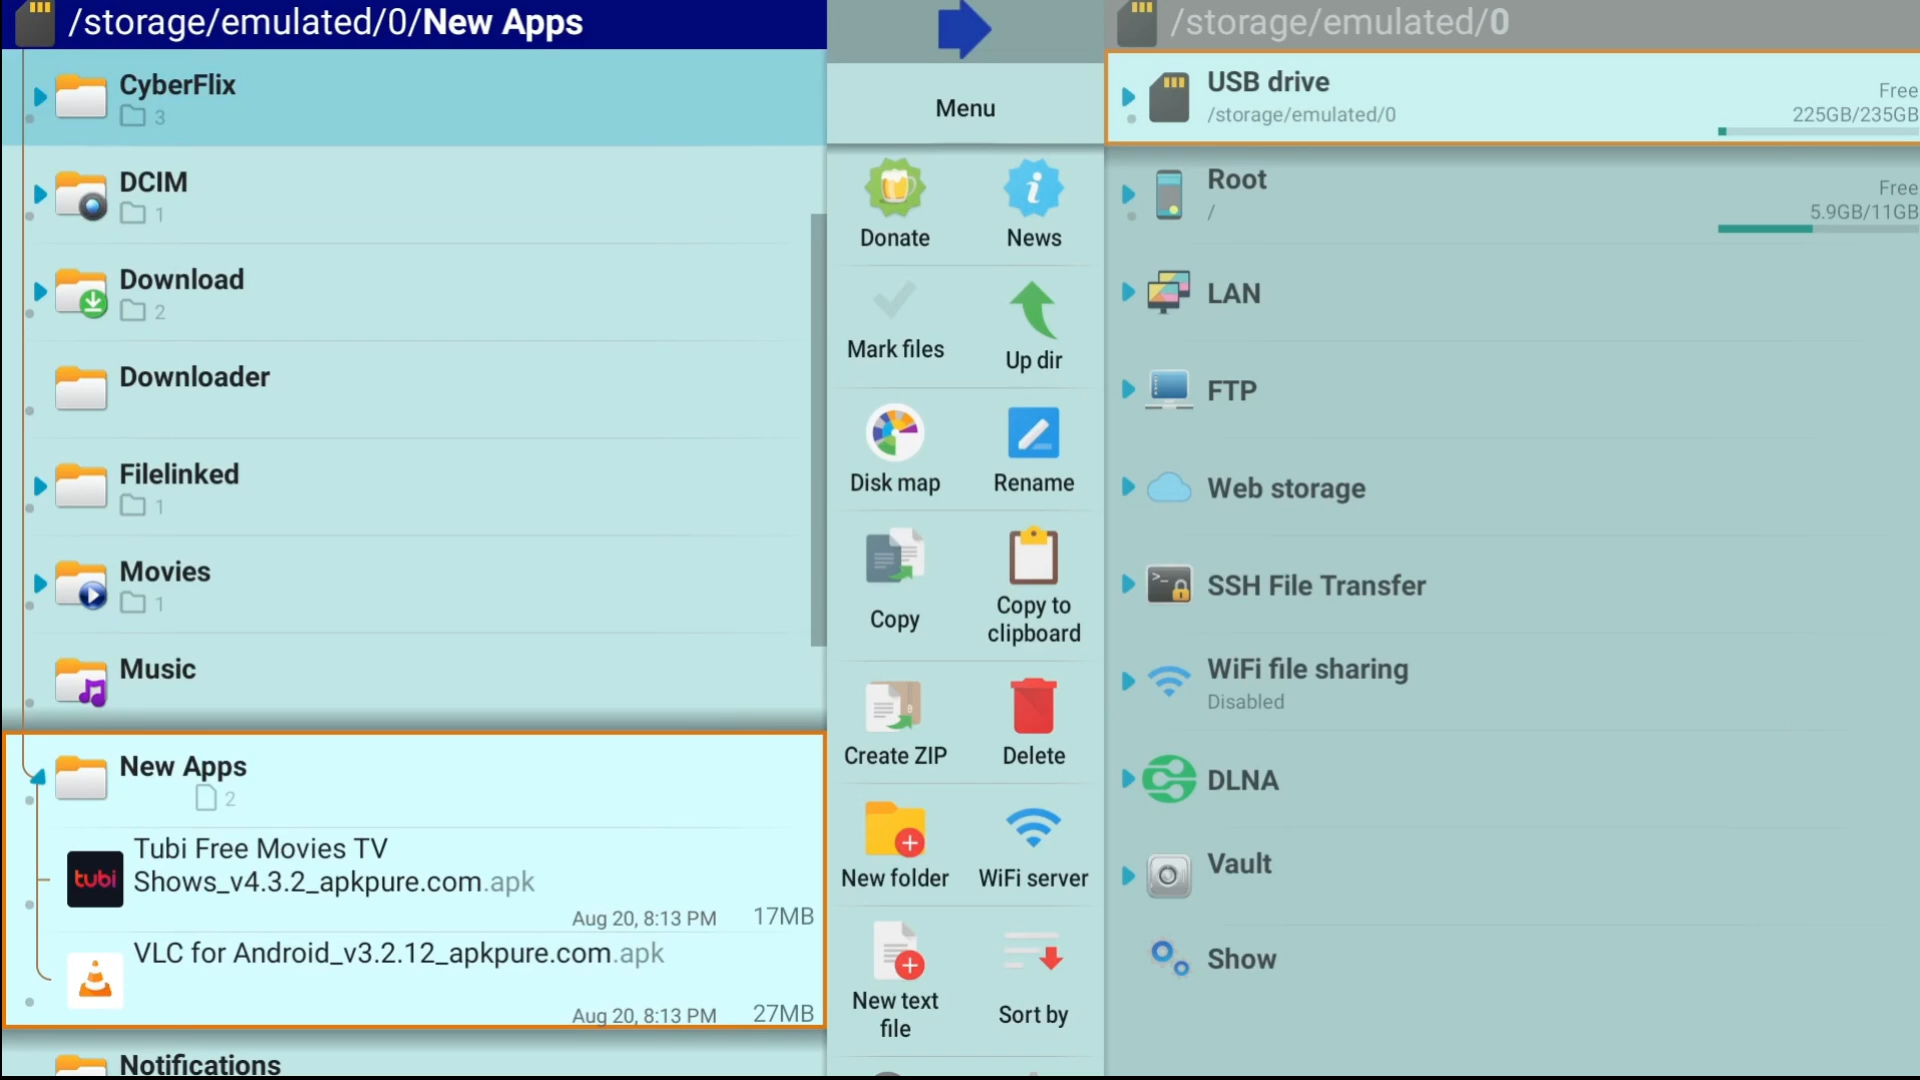 /storage/emulated/0/New Apps
CyberFlix
3
DCIM
1
Download
2
Downloader
Filelinked
1
Movies
1
Music
New Apps
2
tubi
Tubi Free Movies TV
Shows_v4.3.2_apkpure.com.apk
Aug 20, 8:13 PM 17MB
VLC for Android_v3.2.12_apkpure.com.apk
Aug 20, 8:13 PM 27MB
Notifications
Menu
Donate
News
Mark files
Up dir
Disk map
Rename
Copy
Copy to
clipboard
Create ZIP
Delete
New folder
WiFi server
New text
file
Sort by
/storage/emulated/0
USB drive
/storage/emulated/0
Free
225GB/235GB
Root
/
Free
5.9GB/11GB
LAN
FTP
Web storage
SSH File Transfer
WiFi file sharing
Disabled
DLNA
Vault
Show